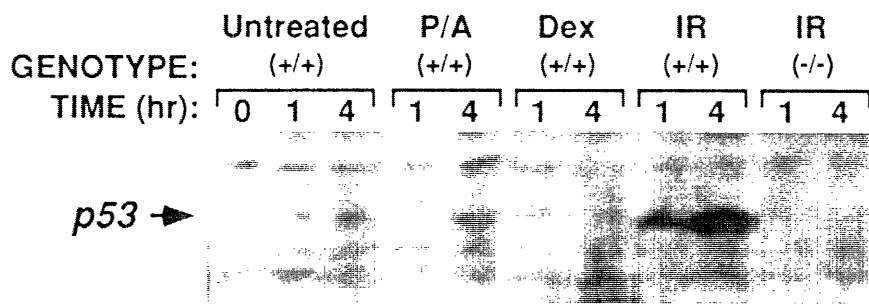 Untreated P/A Dex IR IR
GENOTYPE: (+/+) (+/+) (+/+) (+/+) (-/-)
TIME (hr): 0 1 4 1 4 1 4 1 4 1 4
p53